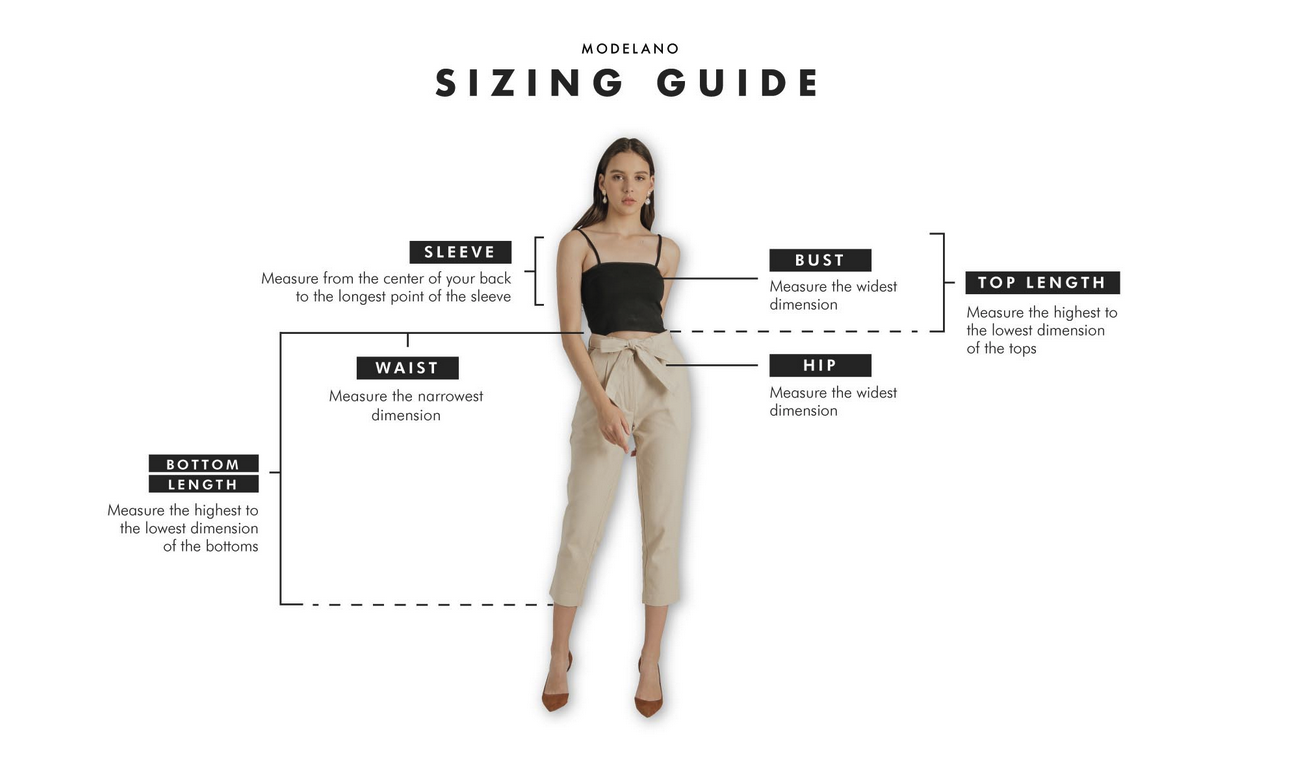 MODELANO
SIZING GUIDE
SLEEVE
Measure from the center of your back
to the longest point of the sleeve
BUST
Measure the widest
dimension
TOP LENGTH
Measure the highest to
the lowest dimension
of the tops
WAIST
Measure the narrowest
dimension
HIP
Measure the widest
dimension
BOTTOM
LENGTH
Measure the highest to
the lowest dimension
of the bottoms